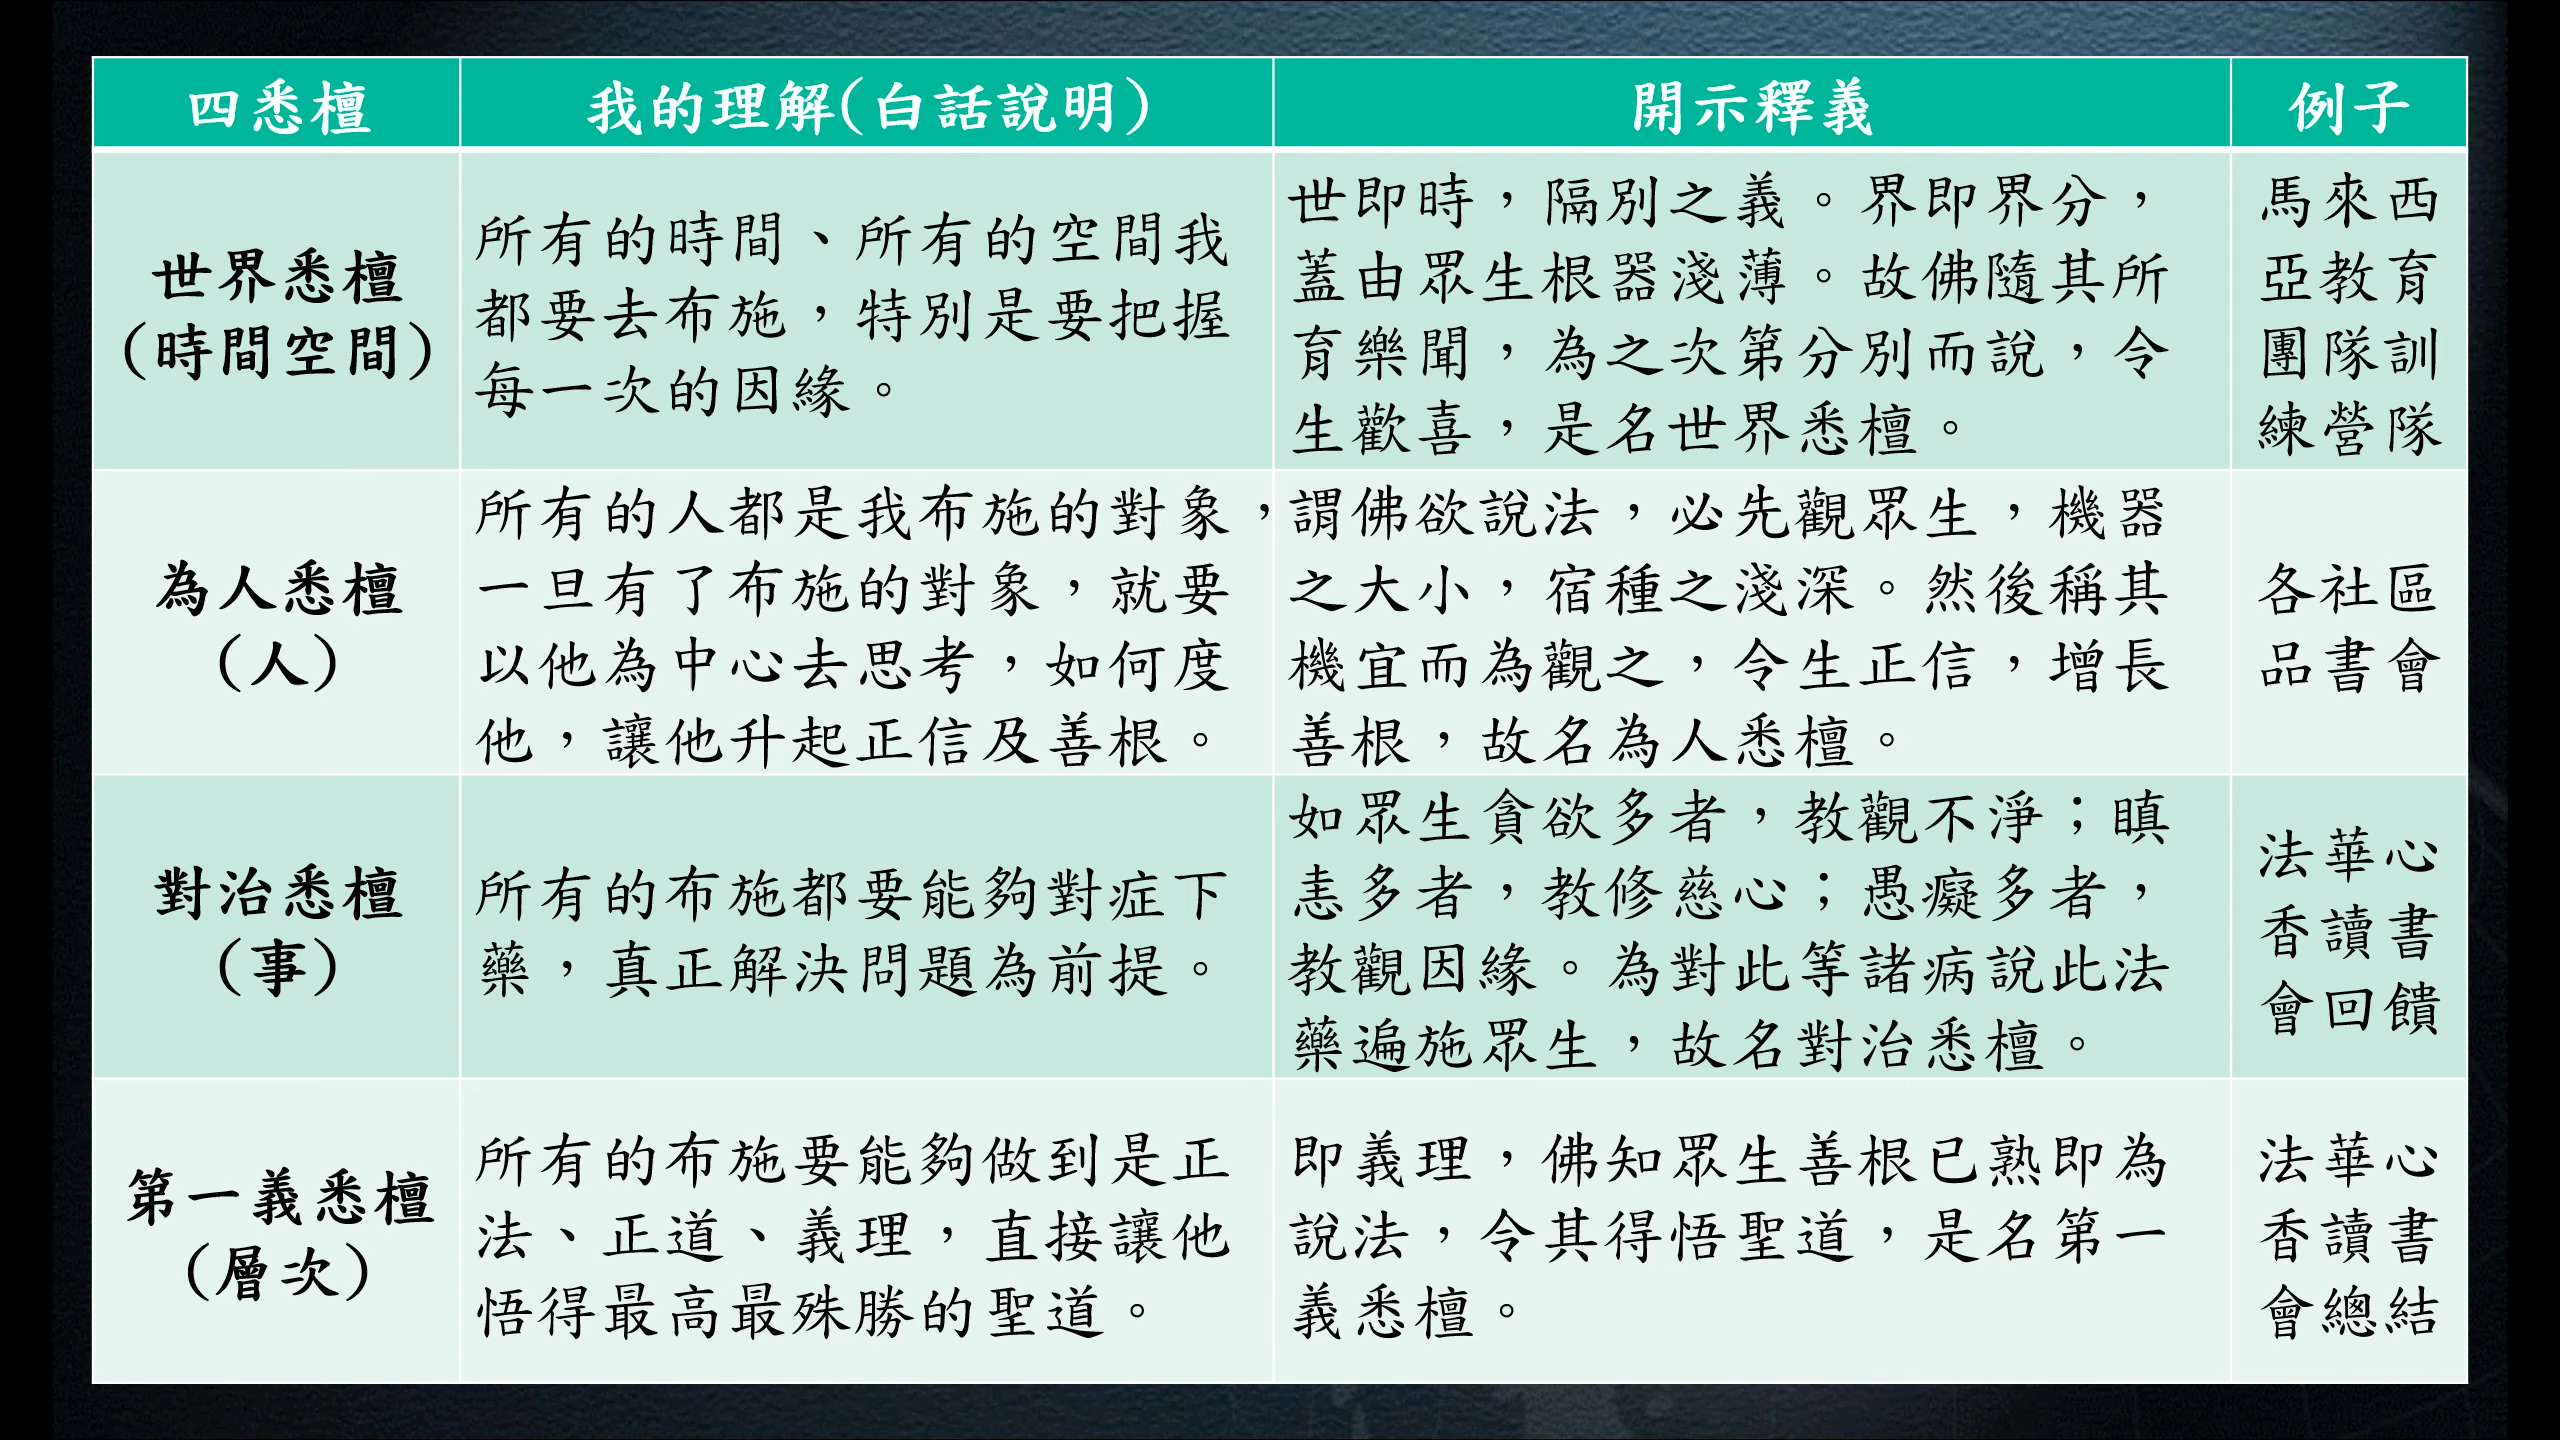 四悉檀
我的理解(白話說明)
開示釋義
例子
世界悉檀
(時間空間)
所有的時間、所有的空間我
都要去布施，特別是要把握
每一次的因緣。
世即時，隔別之義。界即界分，
蓋由眾生根器淺薄。故佛隨其所
育樂聞，為之次第分別而說，令
生歡喜，是名世界悉檀。
馬來西
亞教育
團隊訓
練營隊
為人悉檀
(人)
所有的人都是我布施的對象，
一旦有了布施的對象，就要
以他為中心去思考，如何度
他，讓他升起正信及善根。
謂佛欲說法，必先觀眾生，機器
之大小，宿種之淺深。然後稱其
機宜而為觀之，令生正信，增長
善根，故名為人悉檀。
各社區
品書會
對治悉檀
(事)
所有的布施都要能夠對症下
藥，真正解決問題為前提。
如眾生貪欲多者，教觀不淨；瞋
恚多者，教修慈心；愚癡多者，
教觀因緣。為對此等諸病說此法
藥遍施眾生，故名對治悉檀。
法華心
香讀書
會回饋
第一義悉檀
(層次)
所有的布施要能夠做到是正
法、正道、義理，直接讓他
悟得最高最殊勝的聖道。
即義理，佛知眾生善根已熟即為
說法，令其得悟聖道，是名第一
義悉檀。
法華心
香讀書
會總結